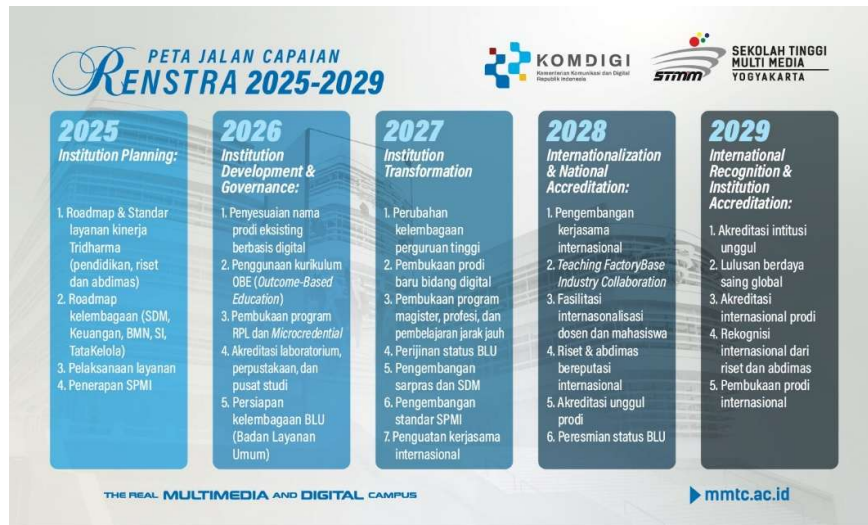 PETA JALAN CAPAIAN
RENSTRA 2025-2029
KOMDIGI
Kementerian Komunikasi dan Digital
Republik Indonesia
STMM
SEKOLAH TINGGI
MULTI MEDIA
YOGYAKARTA
2025
Institution Planning:
1. Roadmap & Standar
layanan kinerja
Tridharma
(pendidikan, riset
dan abdimas)
2. Roadmap
kelembagaan (SDM,
Keuangan, BMN, SI,
TataKelola)
3. Pelaksanaan layanan
4. Penerapan SPMI
2026
Institution
Development &
Governance:
1. Penyesuaian nama
prodi eksisting
berbasis digital
2. Penggunaan kurikulum
OBE (Outcome-Based
Education)
3. Pembukaan program
RPL dan Microcredential
4. Akreditasi laboratorium,
perpustakaan, dan
pusat studi
5. Persiapan
kelembagaan BLU
(Badan Layanan
Umum)
2027
Institution
Transformation
1. Perubahan
kelembagaan
perguruan tinggi
2. Pembukaan prodi
baru bidang digital
3. Pembukaan program
magister, profesi, dan
pembelajaran jarak jauh
4. Perijinan status BLU
5. Pengembangan
sarpras dan SDM
6. Pengembangan
standar SPMI
7. Penguatan kerjasama
internasional
2028
Internationalization
& National
Accreditation:
1. Pengembangan
kerjasama
internasional
2. Teaching FactoryBase
Industry Collaboration
3. Fasilitasi
internasonalisasi
dosen dan mahasiswa
4. Riset & abdimas
bereputasi
internasional
5. Akreditasi unggul
prodi
6. Peresmian status BLU
2029
International
Recognition &
Institution
Accreditation:
1. Akreditasi intitusi
unggul
2. Lulusan berdaya
saing global
3. Akreditasi
internasional prodi
4. Rekognisi
internasional dari
riset dan abdimas
5. Pembukaan prodi
internasional
THE REAL MULTIMEDIA AND DIGITAL CAMPUS
mmtc.ac.id